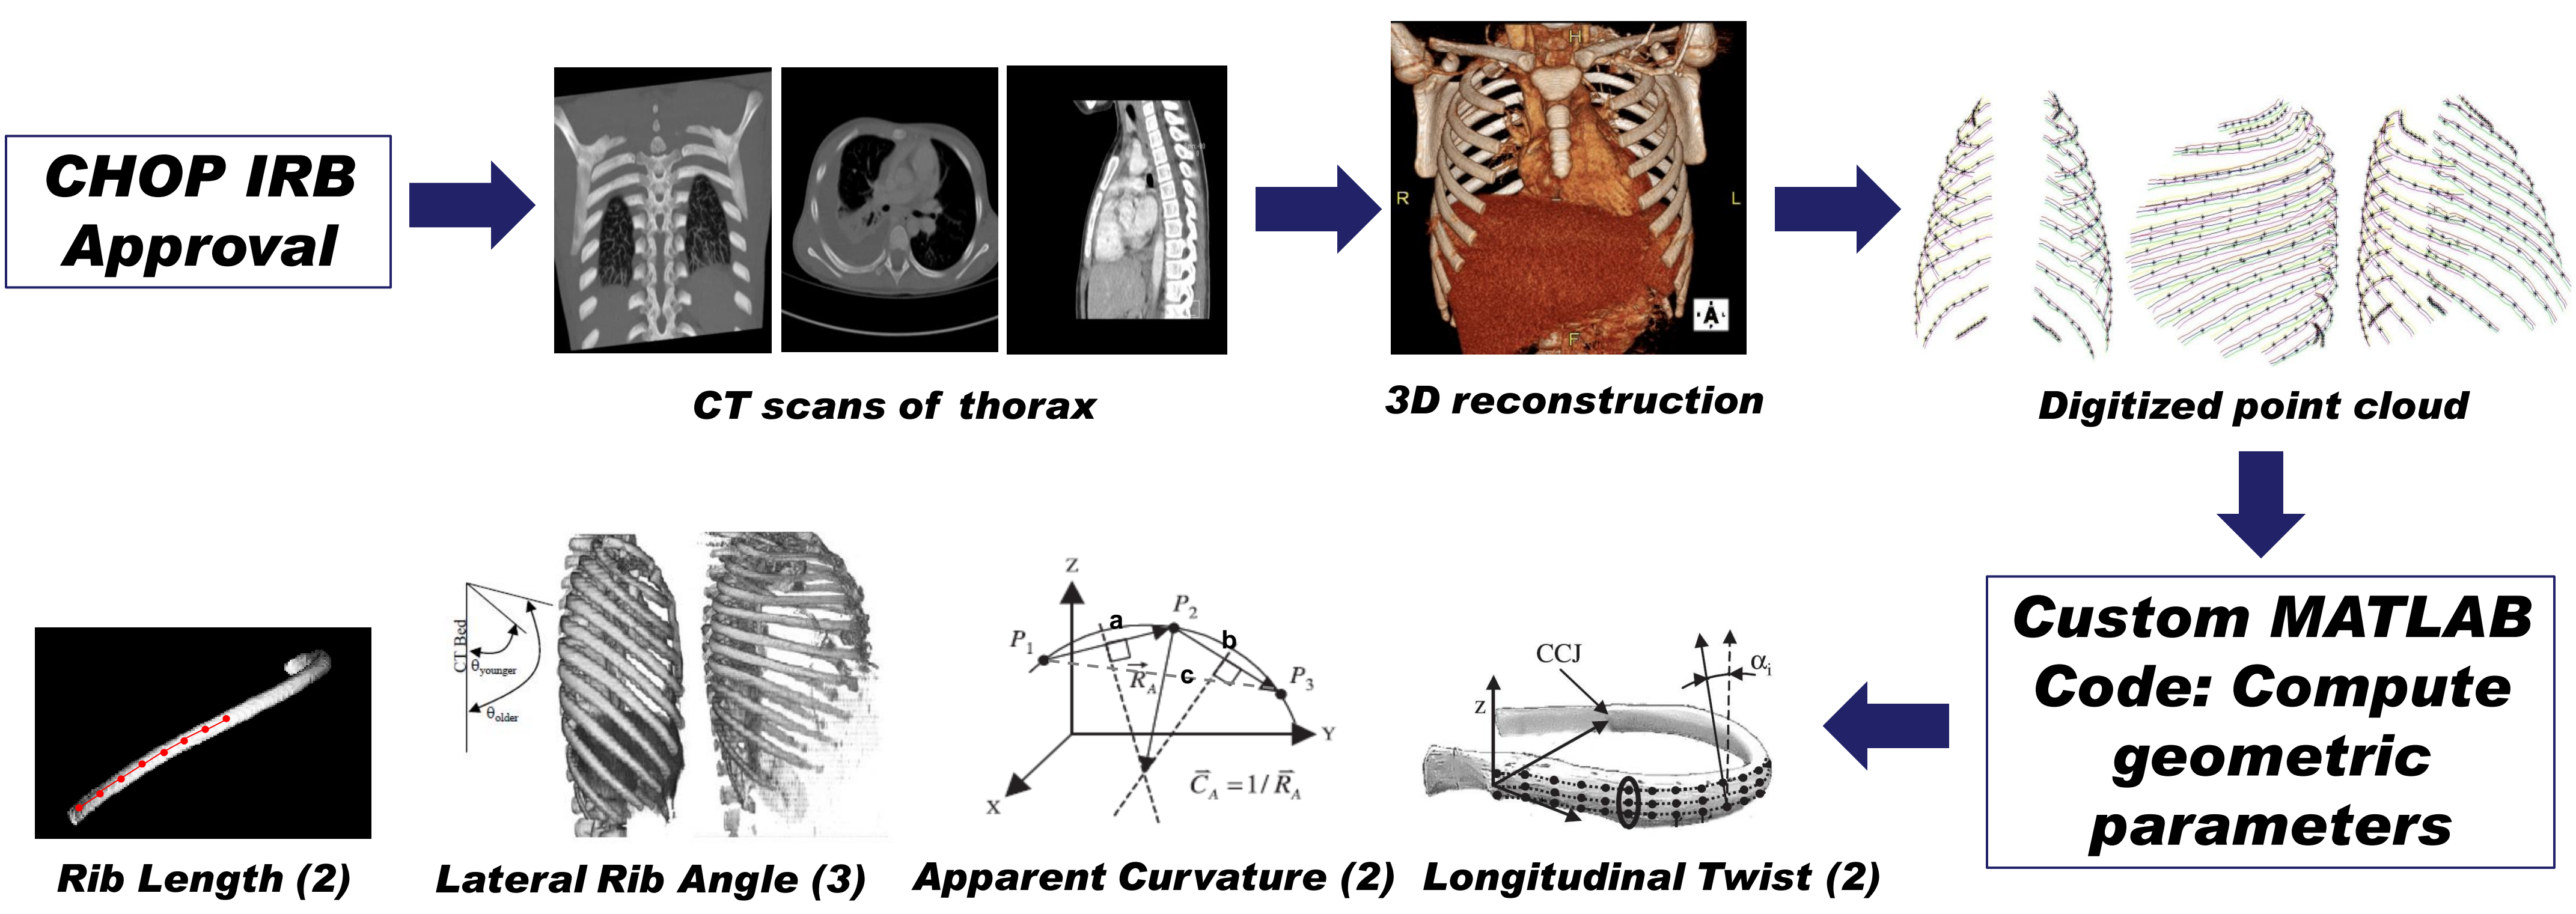 CHOP IRB
Approval
H
R
L
A
F
CT scans of thorax
3D reconstruction
Digitized point cloud
Custom MATLAB
Code: Compute
geometric
parameters
CT Bed
θyounger
θolder
Z
P1
a
P2
b
P3
c
RA
Y
X
C⃗A = 1/ R⃗A
CCJ
αi
Z
Rib Length (2)
Lateral Rib Angle (3)
Apparent Curvature (2)
Longitudinal Twist (2)